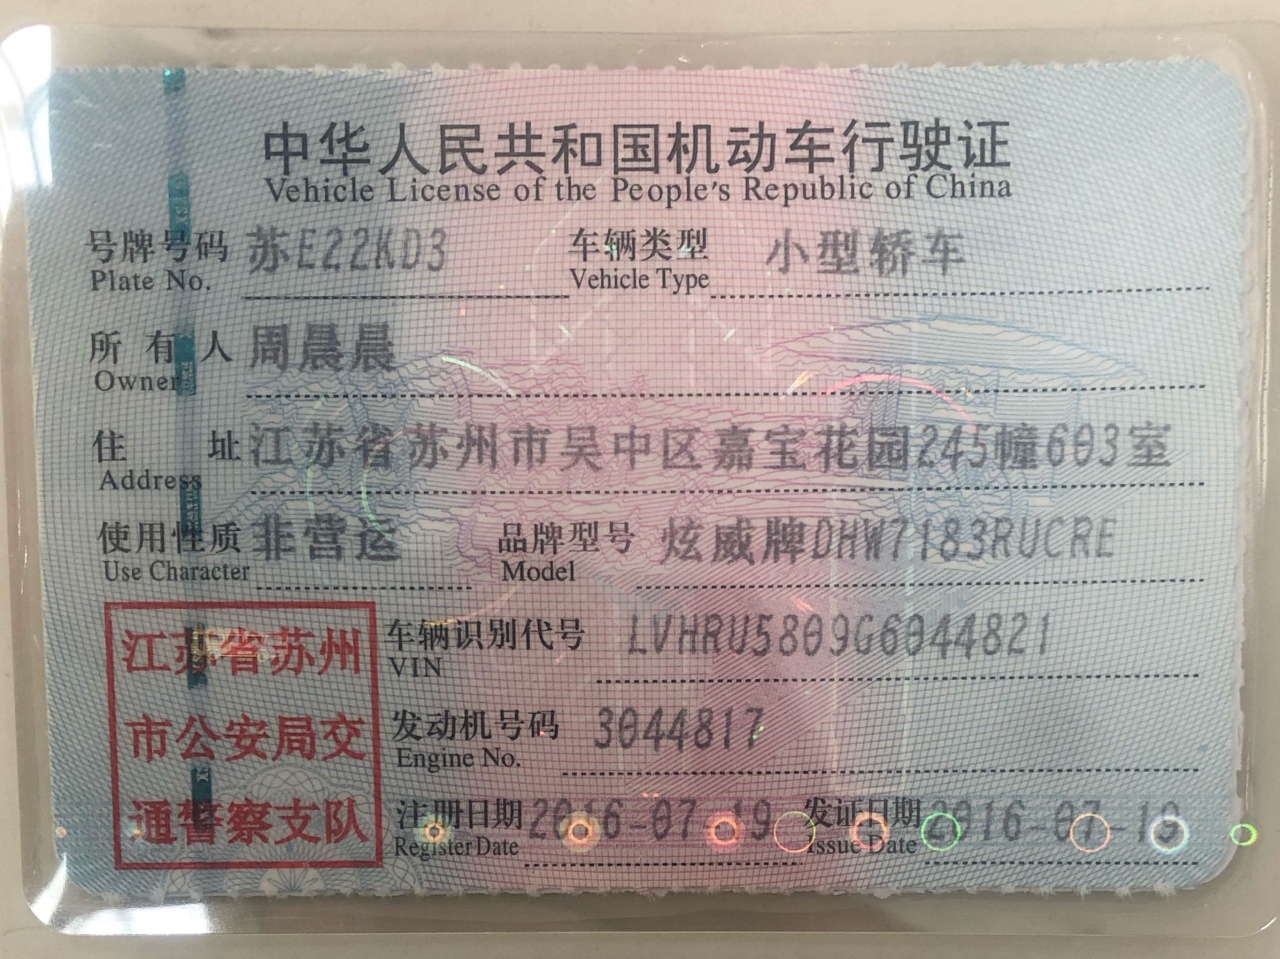 中华人民共和国机动车行驶证
Vehicle License of the People's Republic of China
号牌号码 苏E22KD3 车辆类型 小型轿车
Plate No. Vehicle Type
所有人 周晨晨
Owner
住址 江苏省苏州市吴中区嘉宝花园245幢603室
Address
使用性质 非营运 品牌型号 炫威牌DHW7183RUCRE
Use Character Model
江苏省苏州
市公安局交
通警察支队
车辆识别代号 LVHRU5809G6044821
VIN
发动机号码 3044817
Engine No.
注册日期 2016-07-19 发证日期 2016-07-19
Register Date Issue Date